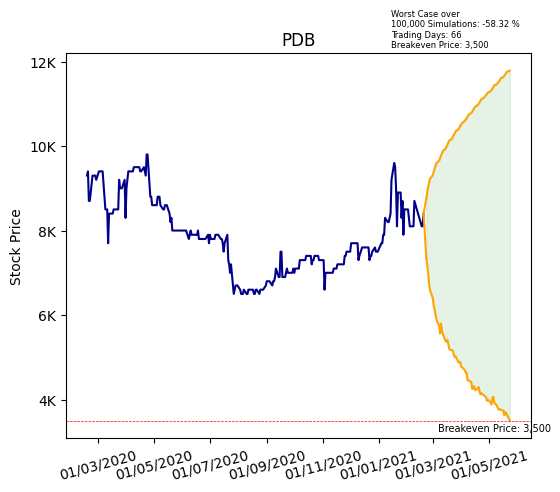 Worst Case over
100,000 Simulations: -58.32 %
Trading Days: 66
Breakeven Price: 3,500
PDB
Stock Price
12K
10K
8K
6K
4K
Breakeven Price: 3,500
01/03/2020
01/05/2020
01/07/2020
01/09/2020
01/11/2020
01/01/2021
01/03/2021
01/05/2021